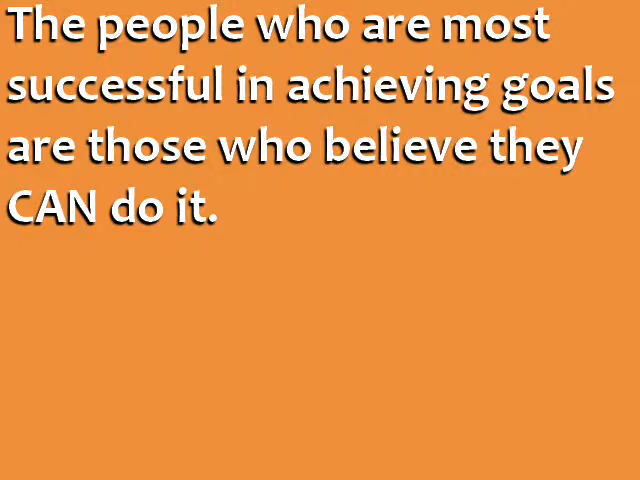 The people who are most
successful in achieving goals
are those who believe they
CAN do it.